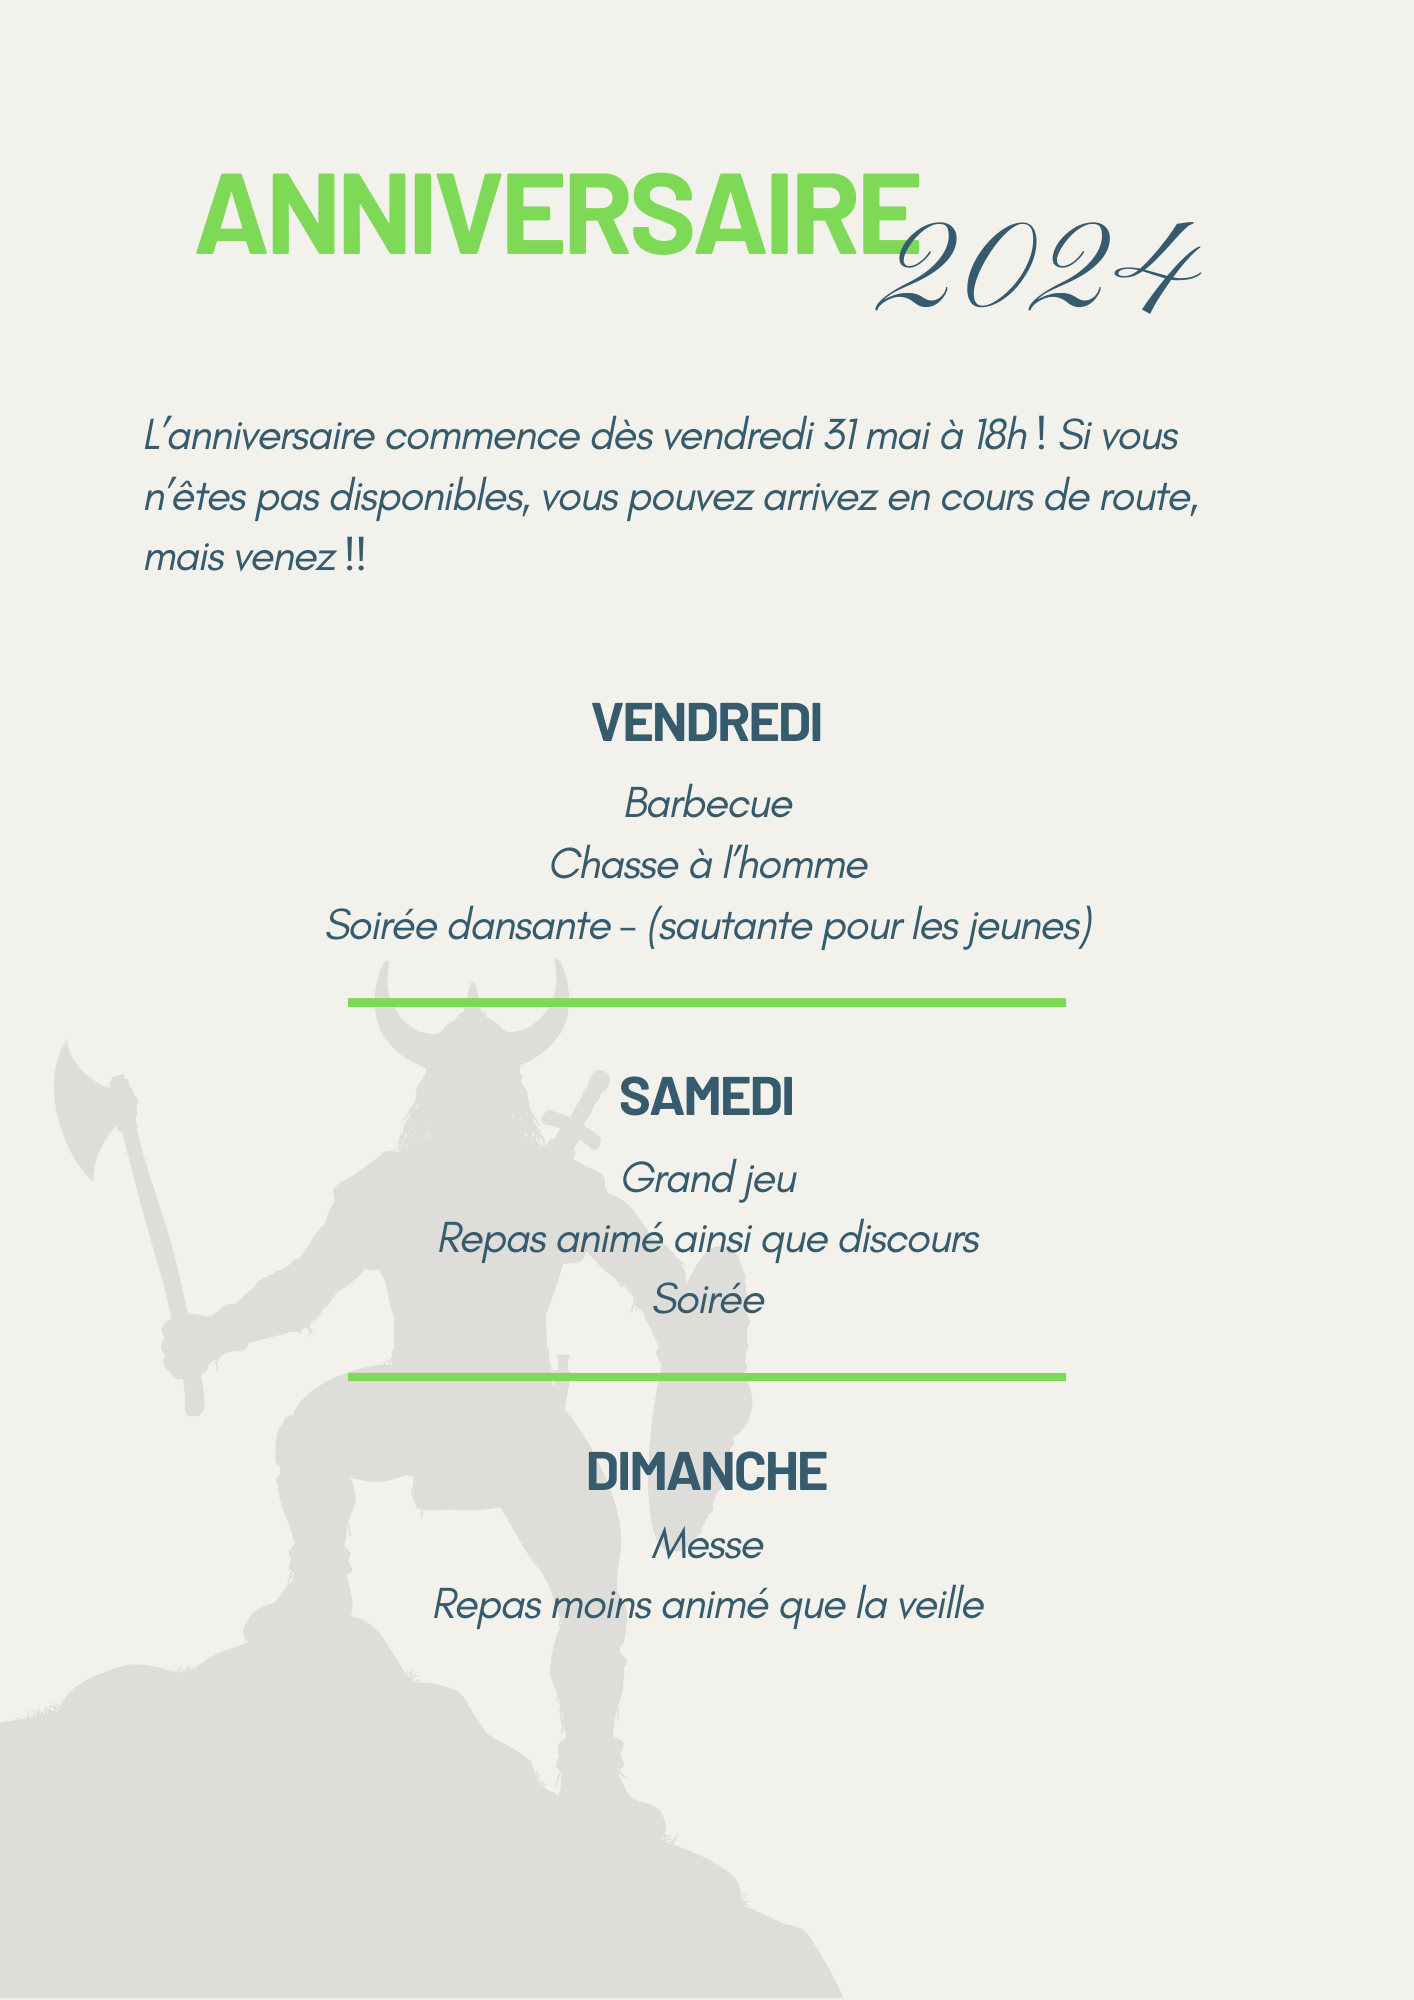 ANNIVERSAIRE
2024
L'anniversaire commence dès vendredi 31 mai à 18h ! Si vous
n'êtes pas disponibles, vous pouvez arrivez en cours de route,
mais venez !!
VENDREDI
Barbecue
Chasse à l'homme
Soirée dansante - (sautante pour les jeunes)
SAMEDI
Grand jeu
Repas animé ainsi que discours
Soirée
DIMANCHE
Messe
Repas moins animé que la veille